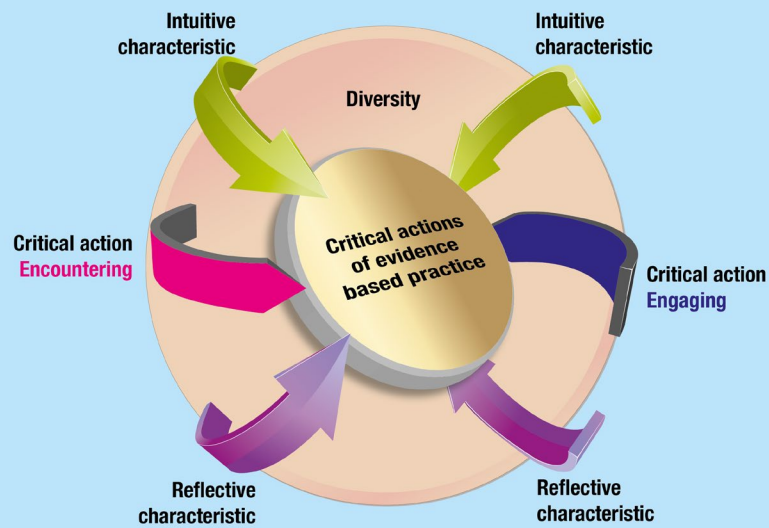 Intuitive
characteristic
Intuitive
characteristic
Diversity
Critical actions
of evidence
based practice
Critical action
Encountering
Critical action
Engaging
Reflective
characteristic
Reflective
characteristic